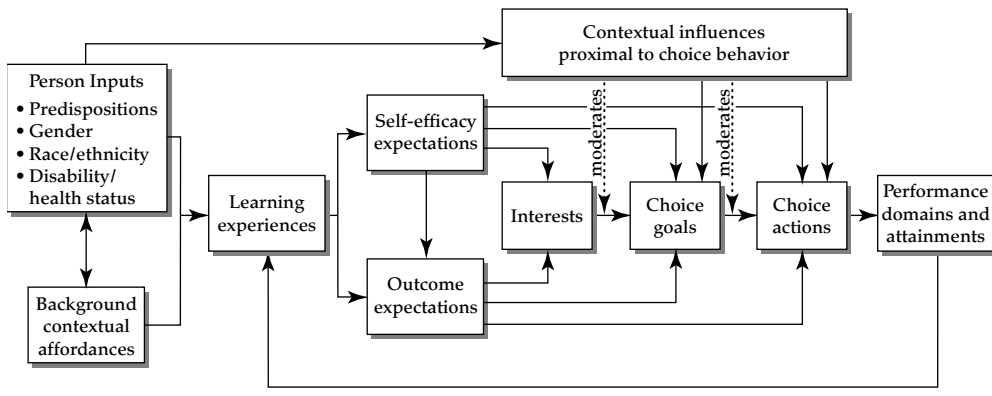 Person Inputs
• Predispositions
• Gender
• Race/ethnicity
• Disability/
health status
Background
contextual
affordances
Learning
experiences
Self-efficacy
expectations
Outcome
expectations
Contextual influences
proximal to choice behavior
moderates
moderates
Interests
Choice
goals
Choice
actions
Performance
domains and
attainments